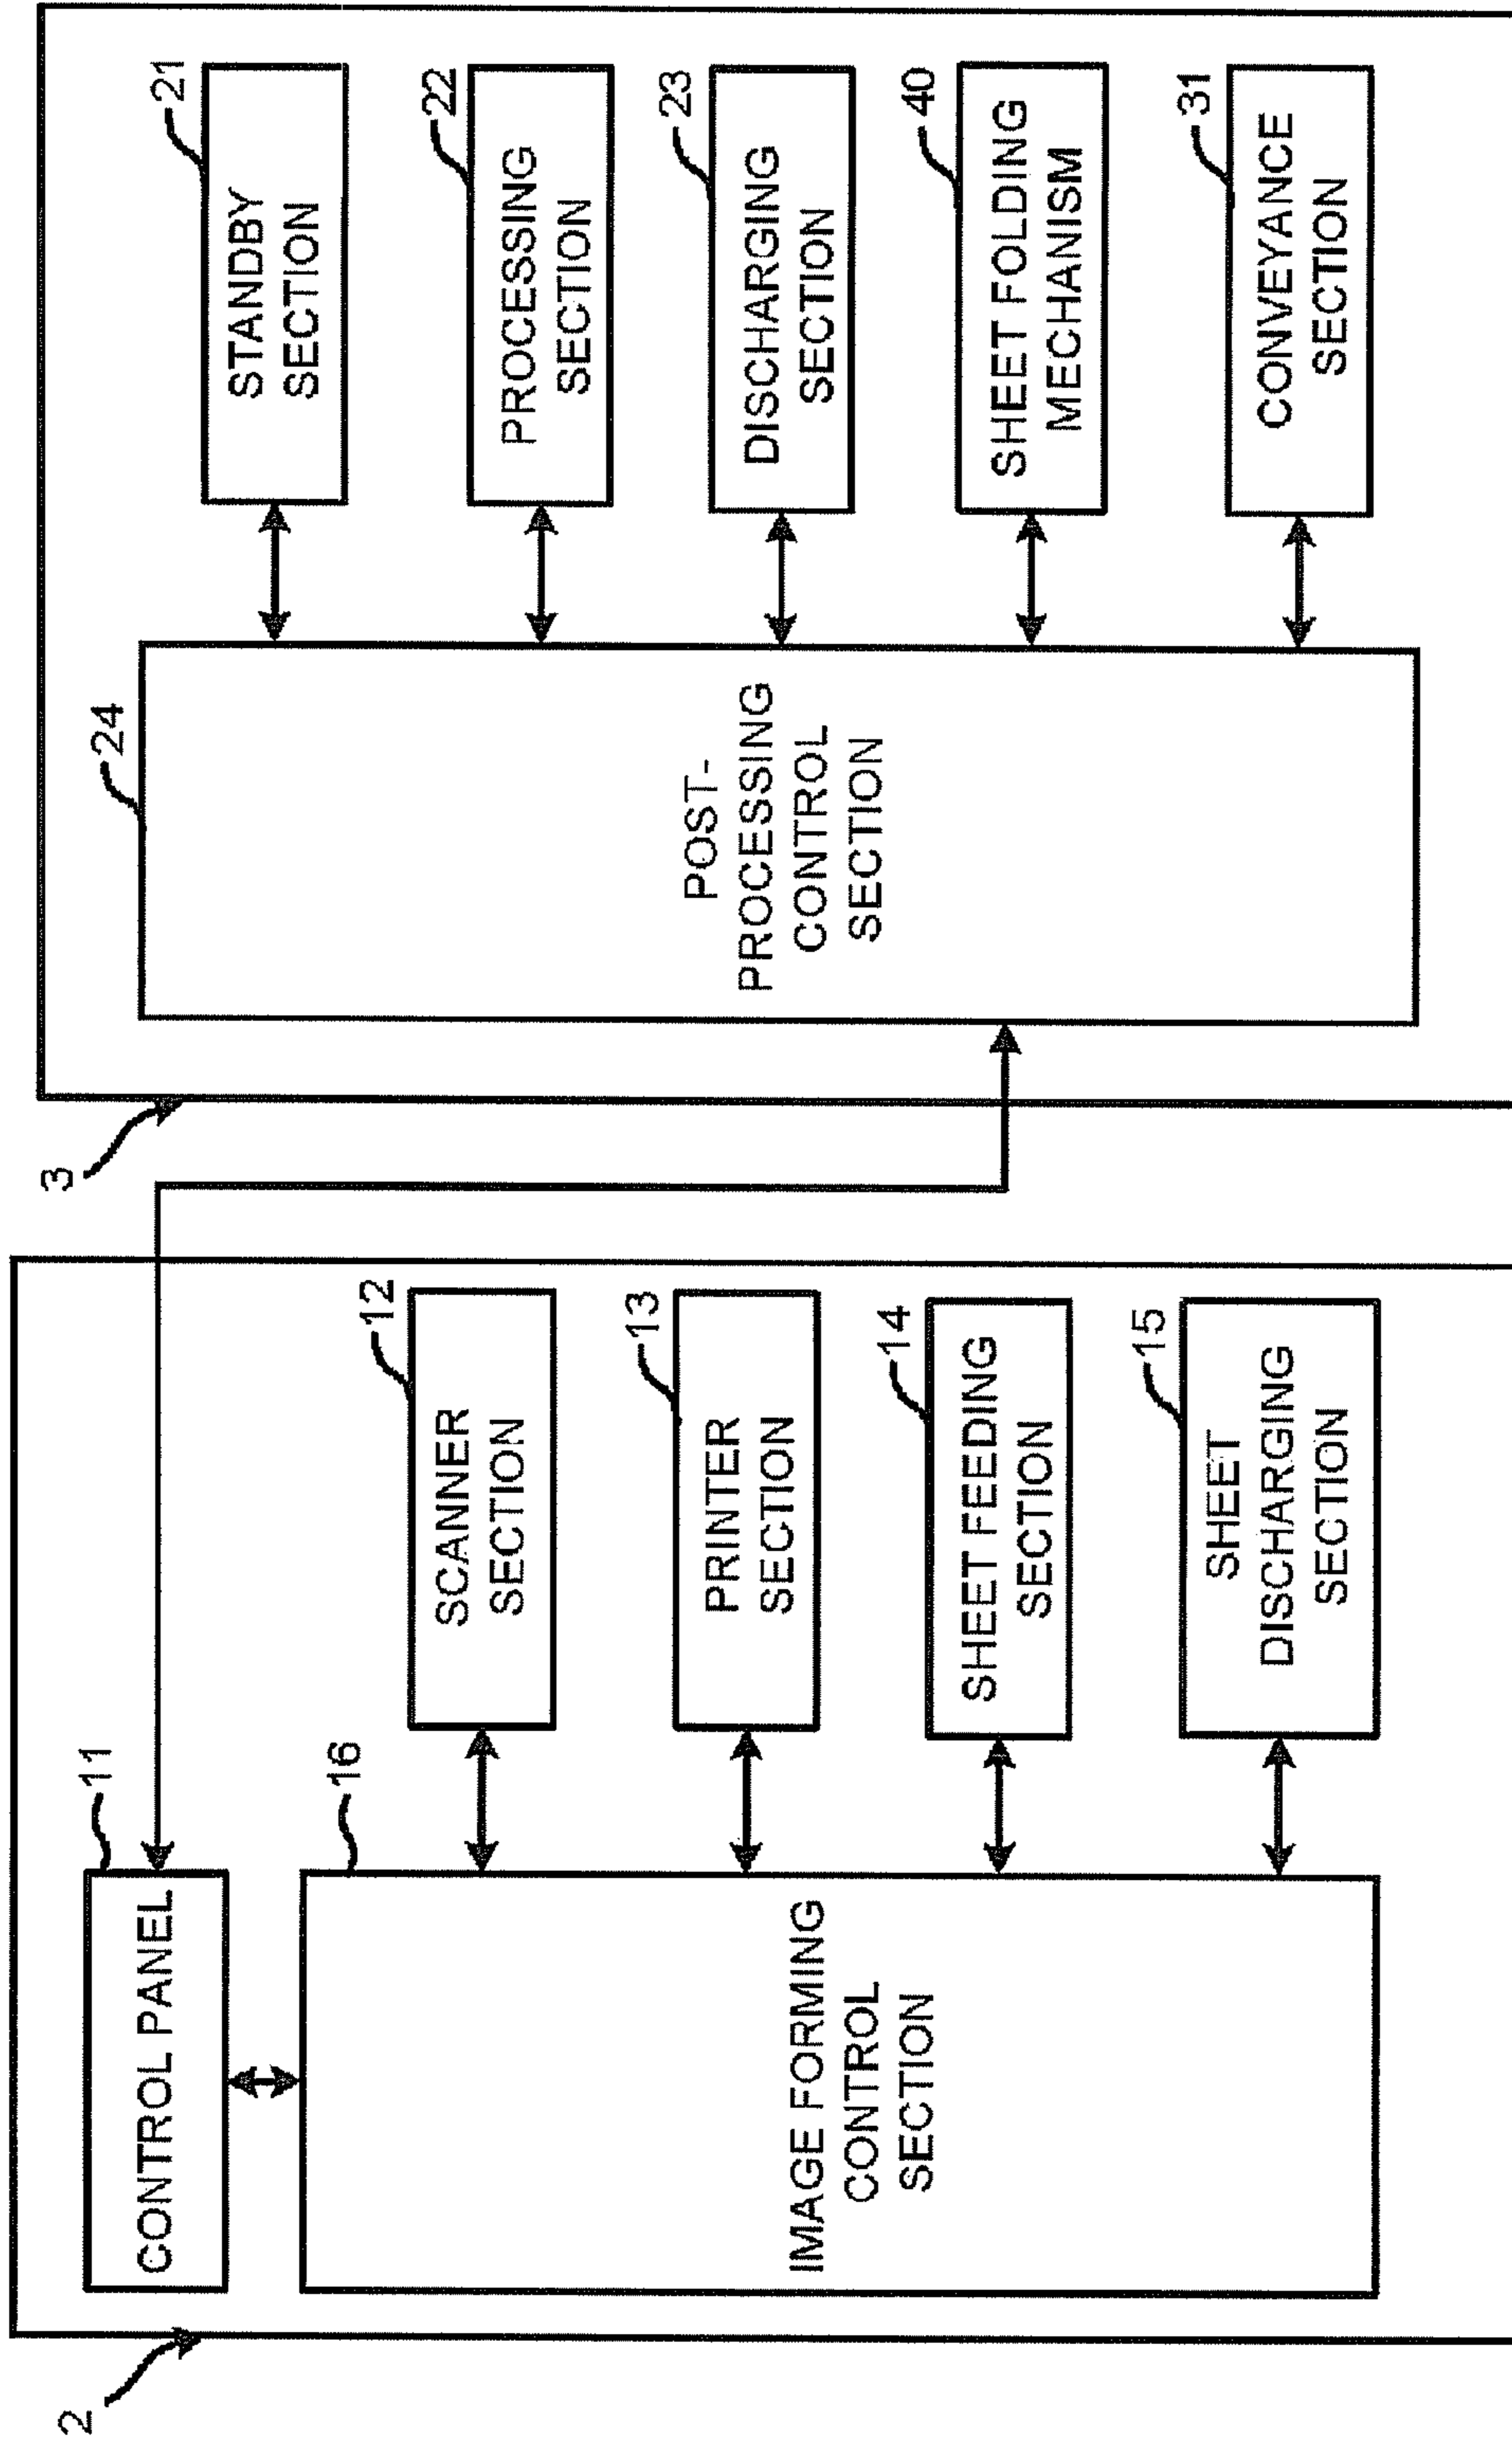 2
11
CONTROL PANEL
16
IMAGE FORMING
CONTROL
SECTION
12
SCANNER
SECTION
13
PRINTER
SECTION
14
SHEET FEEDING
SECTION
15
SHEET
DISCHARGING
SECTION
3
24
POST-
PROCESSING
CONTROL
SECTION
21
STANDBY
SECTION
22
PROCESSING
SECTION
23
DISCHARGING
SECTION
40
SHEET FOLDING
MECHANISM
31
CONVEYANCE
SECTION